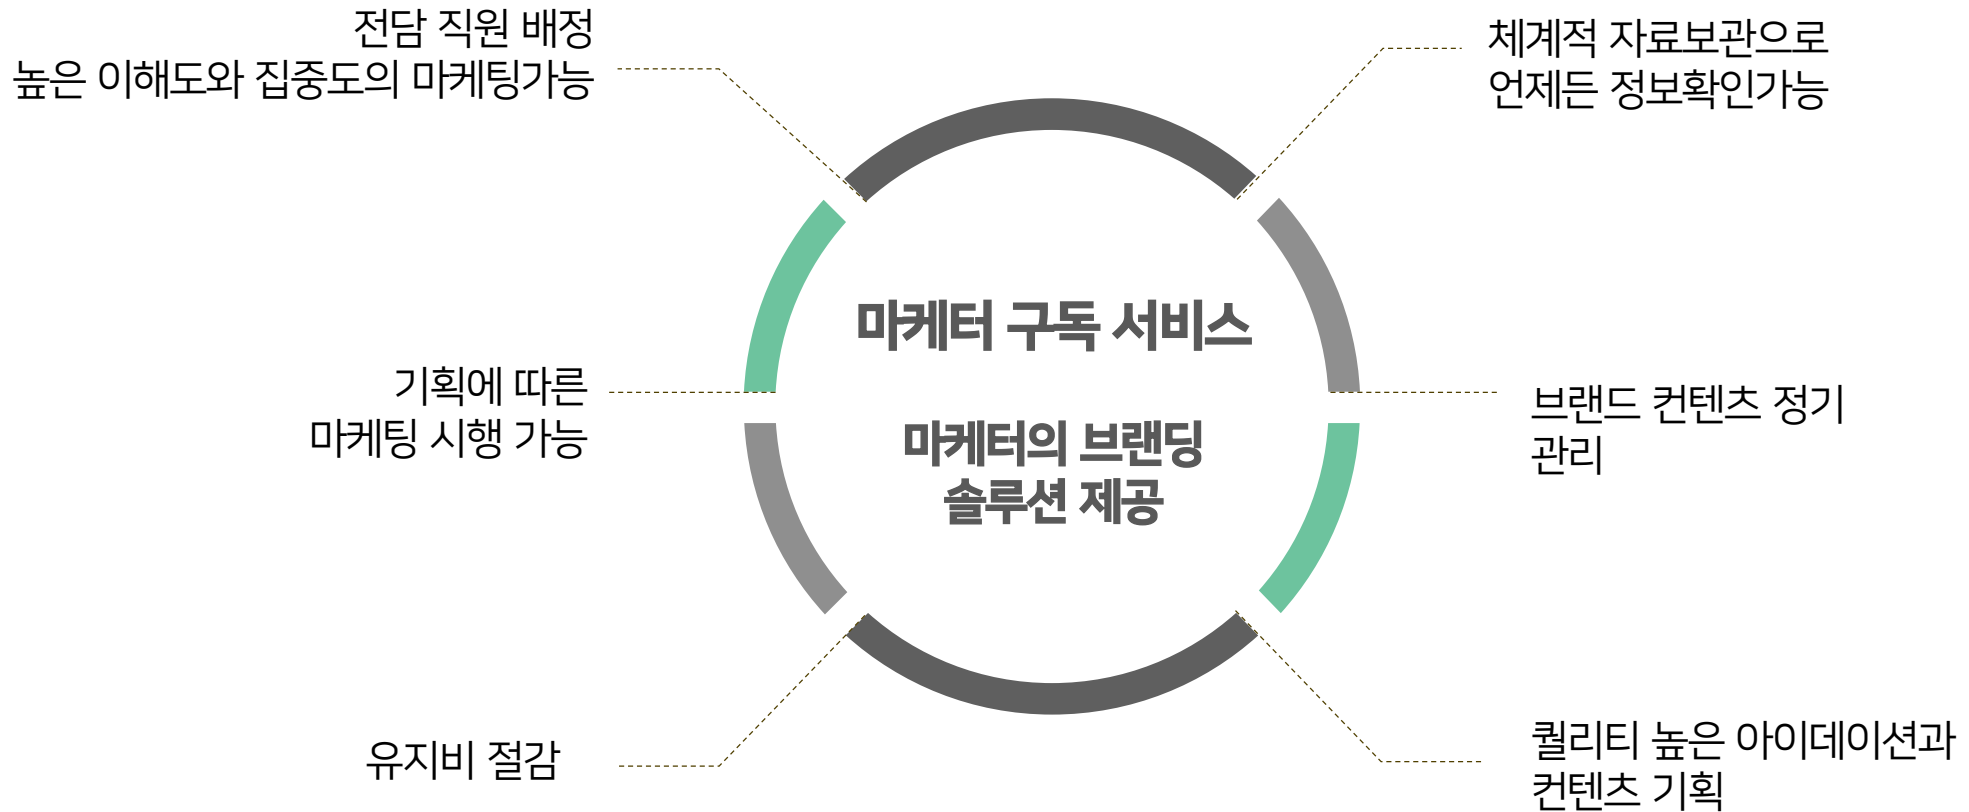 전담 직원 배정
높은 이해도와 집중도의 마케팅가능
체계적 자료보관으로
언제든 정보확인가능
마케터 구독 서비스
마케터의 브랜딩
솔루션 제공
기획에 따른
마케팅 시행 가능
브랜드 컨텐츠 정기
관리
유지비 절감
퀄리티 높은 아이데이션과
컨텐츠 기획